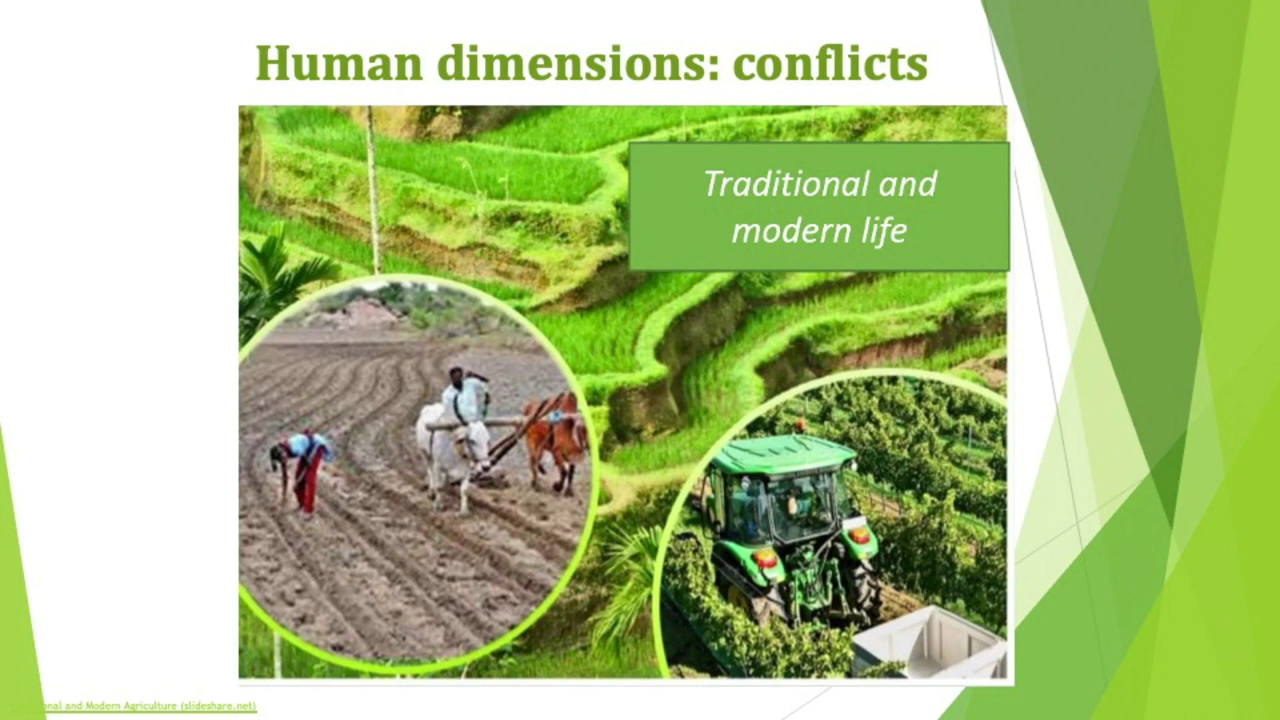 Human dimensions: conflicts
Traditional and
modern life
and Modern Agriculture (slideshare.net)